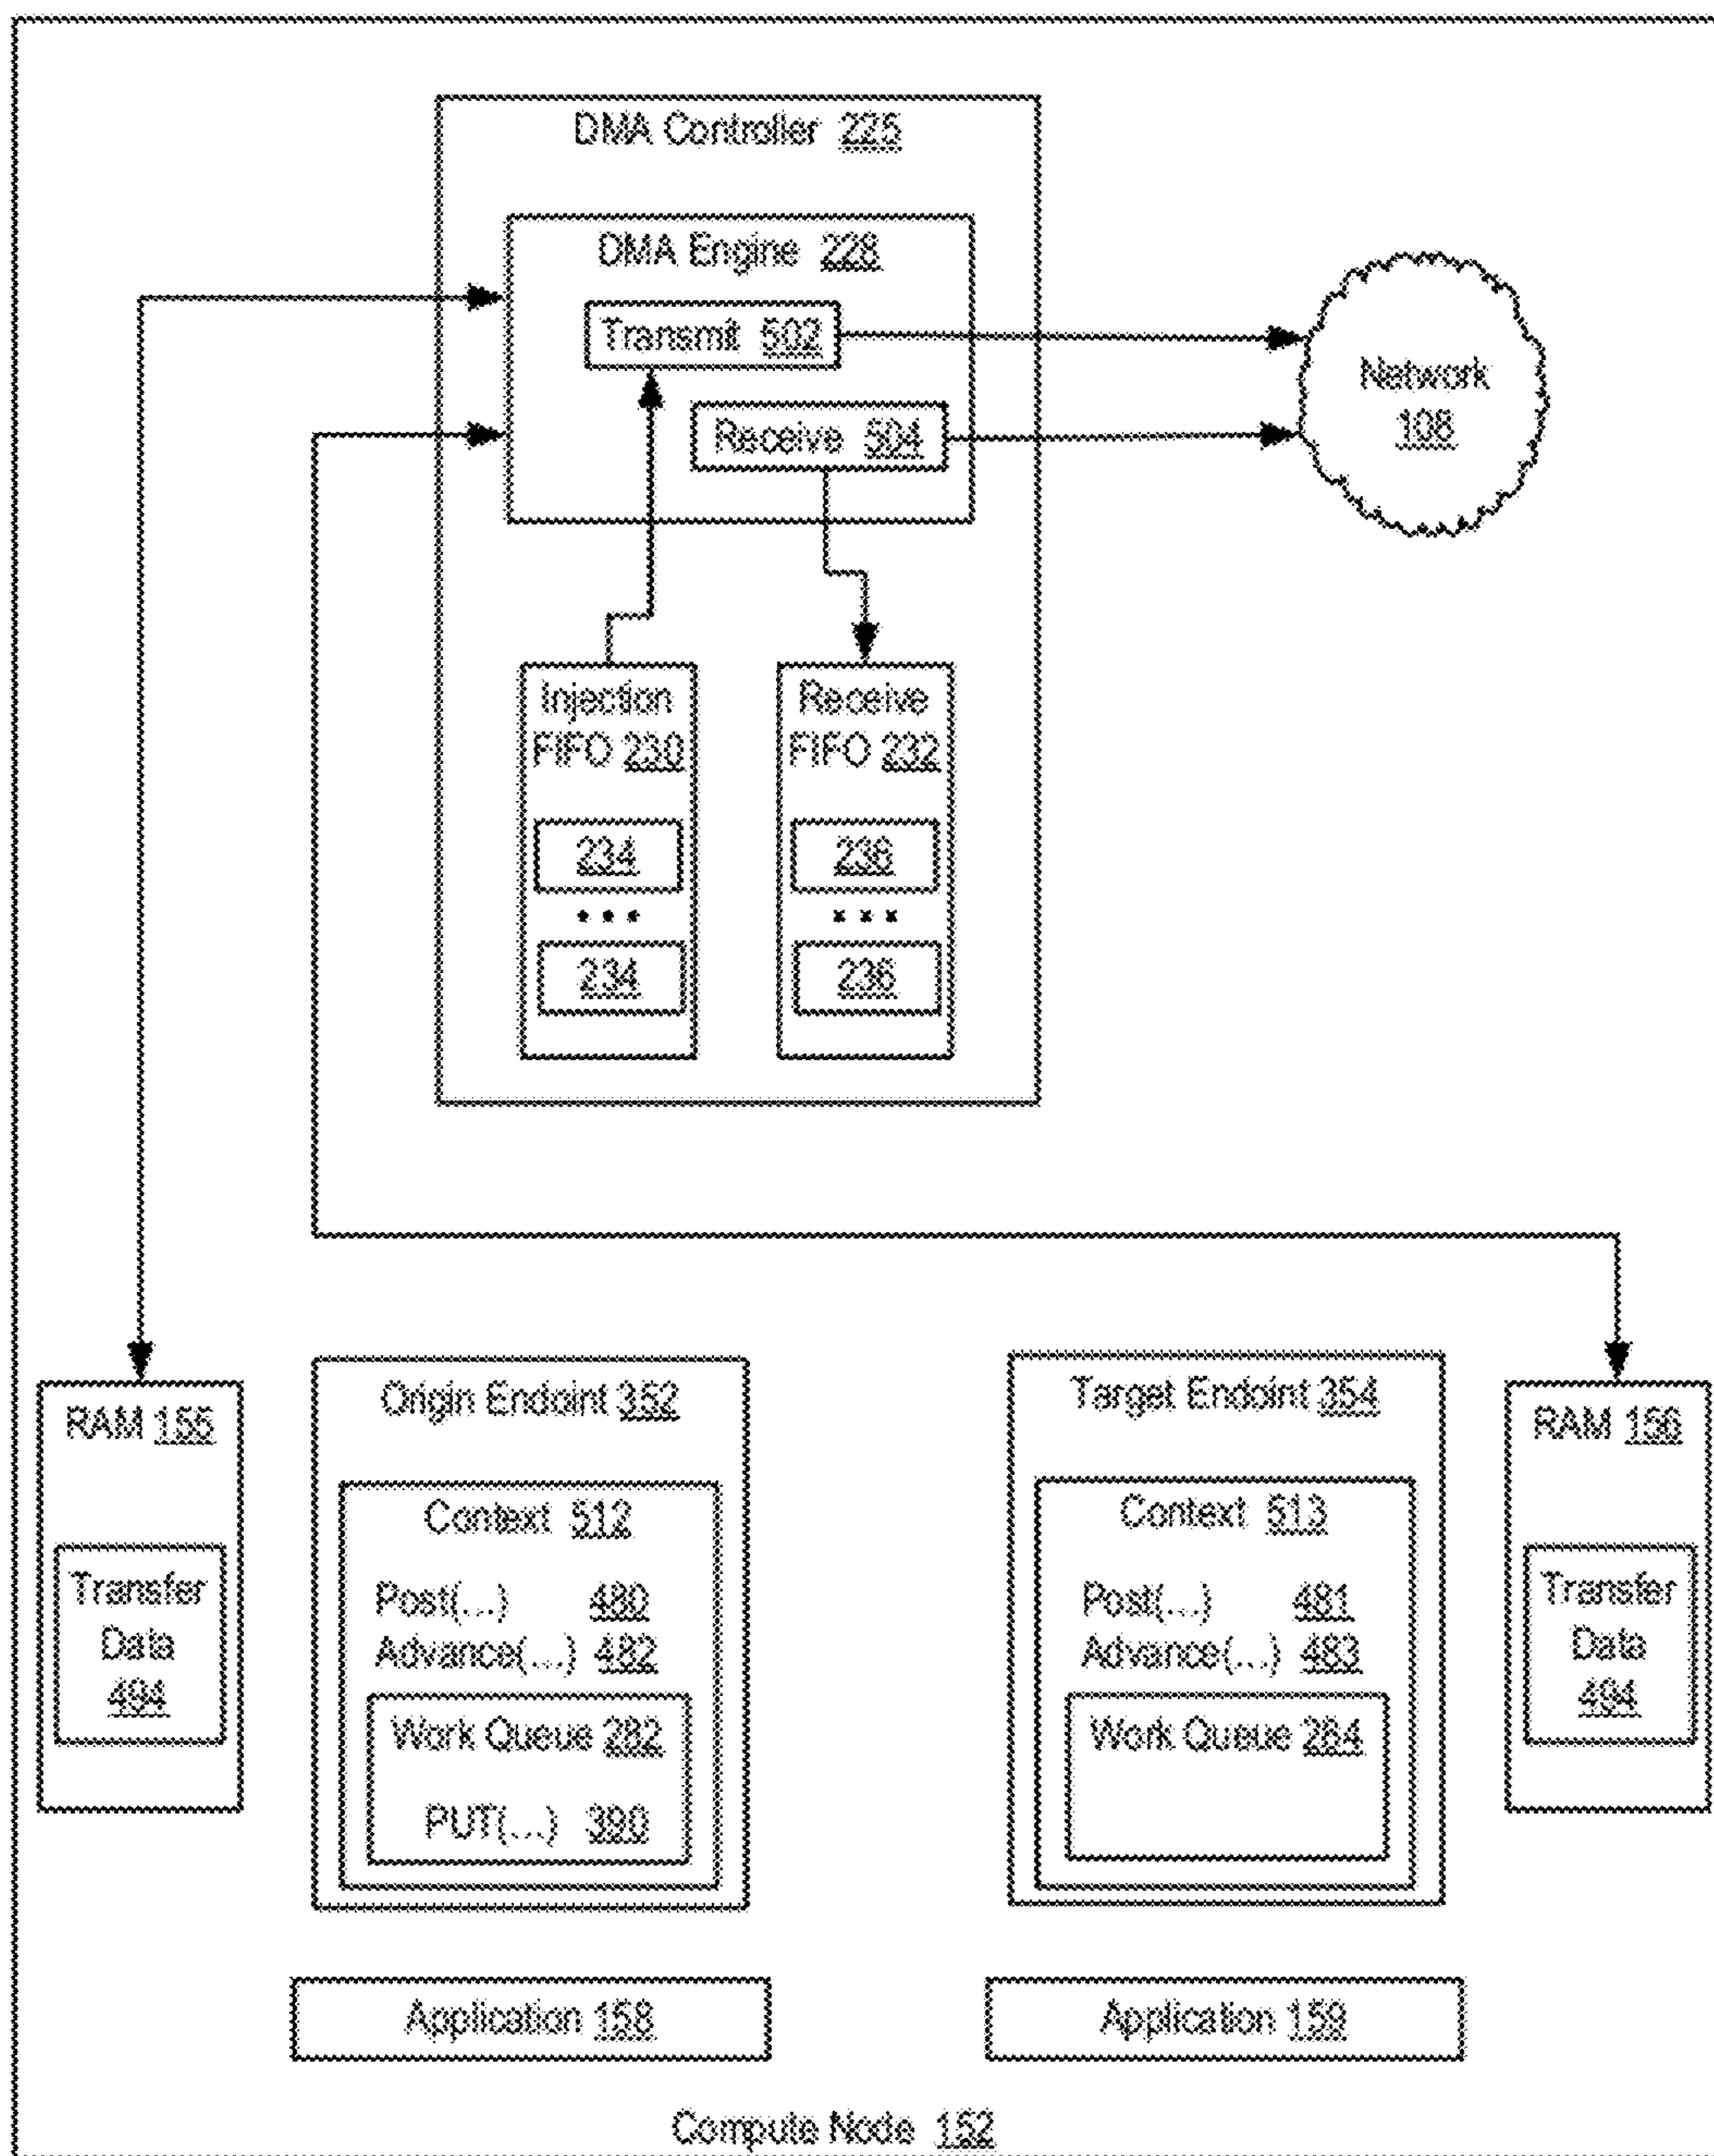 DMA Controller 225
DMA Engine 228
Transmit 502
Receive 504
Network
108
Injection
FIFO 230
234
• • •
234
Receive
FIFO 232
236
• • •
236
RAM 155
Transfer
Data
494
Origin Endoint 352
Context 512
Post(...) 480
Advance(...) 482
Work Queue 282
PUT(...) 390
Target Endoint 354
Context 513
Post(...) 481
Advance(...) 483
Work Queue 284
RAM 156
Transfer
Data
494
Application 158
Application 159
Compute Node 152